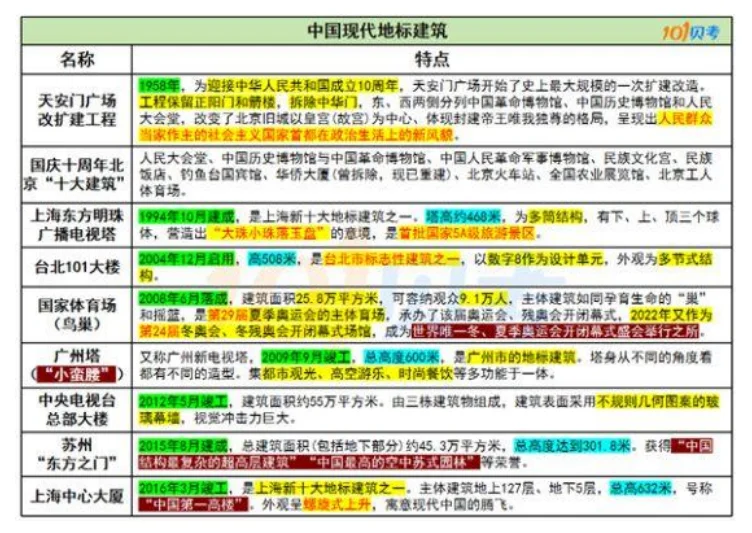 中国现代地标建筑
101贝考
名称
特点
天安门广场
改扩建工程
1958年，为迎接中华人民共和国成立10周年，天安门广场开始了史上最大规模的一次扩建改造。
工程保留正阳门和箭楼，拆除中华门，东、西两侧分列中国革命博物馆、中国历史博物馆和人民
大会堂，改变了北京旧城以皇宫(故宫)为中心、体现封建帝王唯我独尊的格局，呈现出人民群众
当家作主的社会主义国家首都在政治生活上的新风貌。
国庆十周年北
京“十大建筑”
人民大会堂、中国历史博物馆与中国革命博物馆、中国人民革命军事博物馆、民族文化宫、民族
饭店、钓鱼台国宾馆、华侨大厦(曾拆除，现已重建)、北京火车站、全国农业展览馆、北京工人
体育场。
上海东方明珠
广播电视塔
1994年10月建成，是上海新十大地标建筑之一。塔高约468米，为多筒结构，有下、上、顶三个球
体，营造出“大珠小珠落玉盘”的意境，是首批国家5A级旅游景区。
台北101大楼
2004年12月启用，高508米，是台北市标志性建筑之一，以数字8作为设计单元，外观为多节式结
构。
国家体育场
（鸟巢）
2008年6月落成，建筑面积25.8万平方米，可容纳观众9.1万人，主体建筑如同孕育生命的“巢”
和摇篮，是第29届夏季奥运会的主体育场，承办了该届奥运会、残奥会开闭幕式，2022年又作为
第24届冬奥会、冬残奥会开闭幕式场馆，成为世界唯一冬、夏季奥运会开闭幕式盛会举行之所。
广州塔
（“小蛮腰”）
又称广州新电视塔，2009年9月竣工，总高度600米，是广州市的地标建筑。塔身从不同的角度看
都有不同的造型。集都市观光、高空游乐、时尚餐饮等多功能于一体。
中央电视台
总部大楼
2012年5月竣工，建筑面积约55万平方米。由三栋建筑物组成，建筑表面采用不规则几何图案的玻
璃幕墙，视觉冲击力巨大。
苏州
“东方之门”
2015年8月建成，总建筑面积(包括地下部分)约45.3万平方米，总高度达到301.8米。获得“中国
结构最复杂的超高层建筑”“中国最高的空中苏式园林”等荣誉。
上海中心大厦
2016年3月竣工，是上海新十大地标建筑之一。主体建筑地上127层、地下5层，总高632米，号称
“中国第一高楼”。外观呈螺旋式上升，寓意现代中国的腾飞。